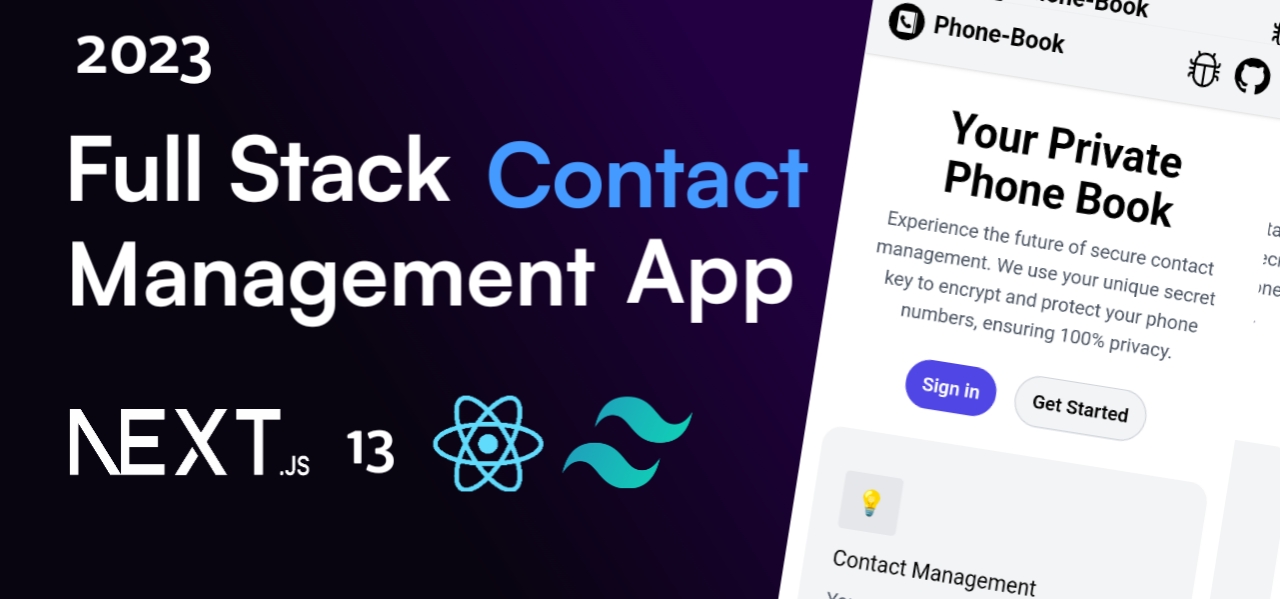 2023
Full Stack Contact
Management App
NEXT.JS 13
Phone-Book
Phone-Book
Your Private
Phone Book
Experience the future of secure contact
management. We use your unique secret
key to encrypt and protect your phone
numbers, ensuring 100% privacy.
Sign in
Get Started
Contact Management